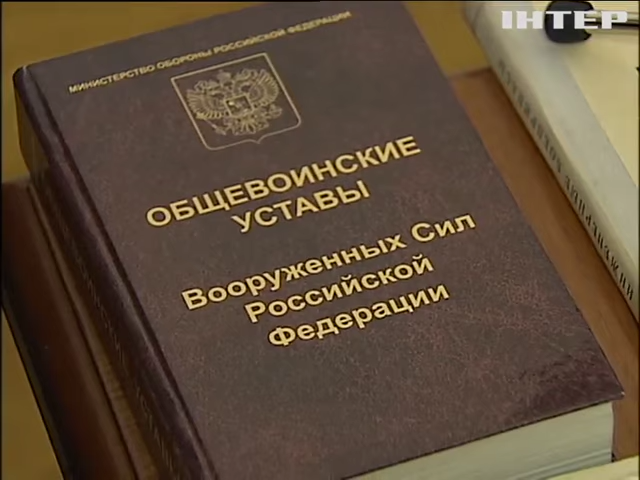 ІНТЕР
МИНИСТЕРСТВО ОБОРОНЫ РОССИЙСКОЙ ФЕДЕРАЦИИ
ОБЩЕВОИНСКИЕ
УСТАВЫ
Вооруженных Сил
Российской
Федерации